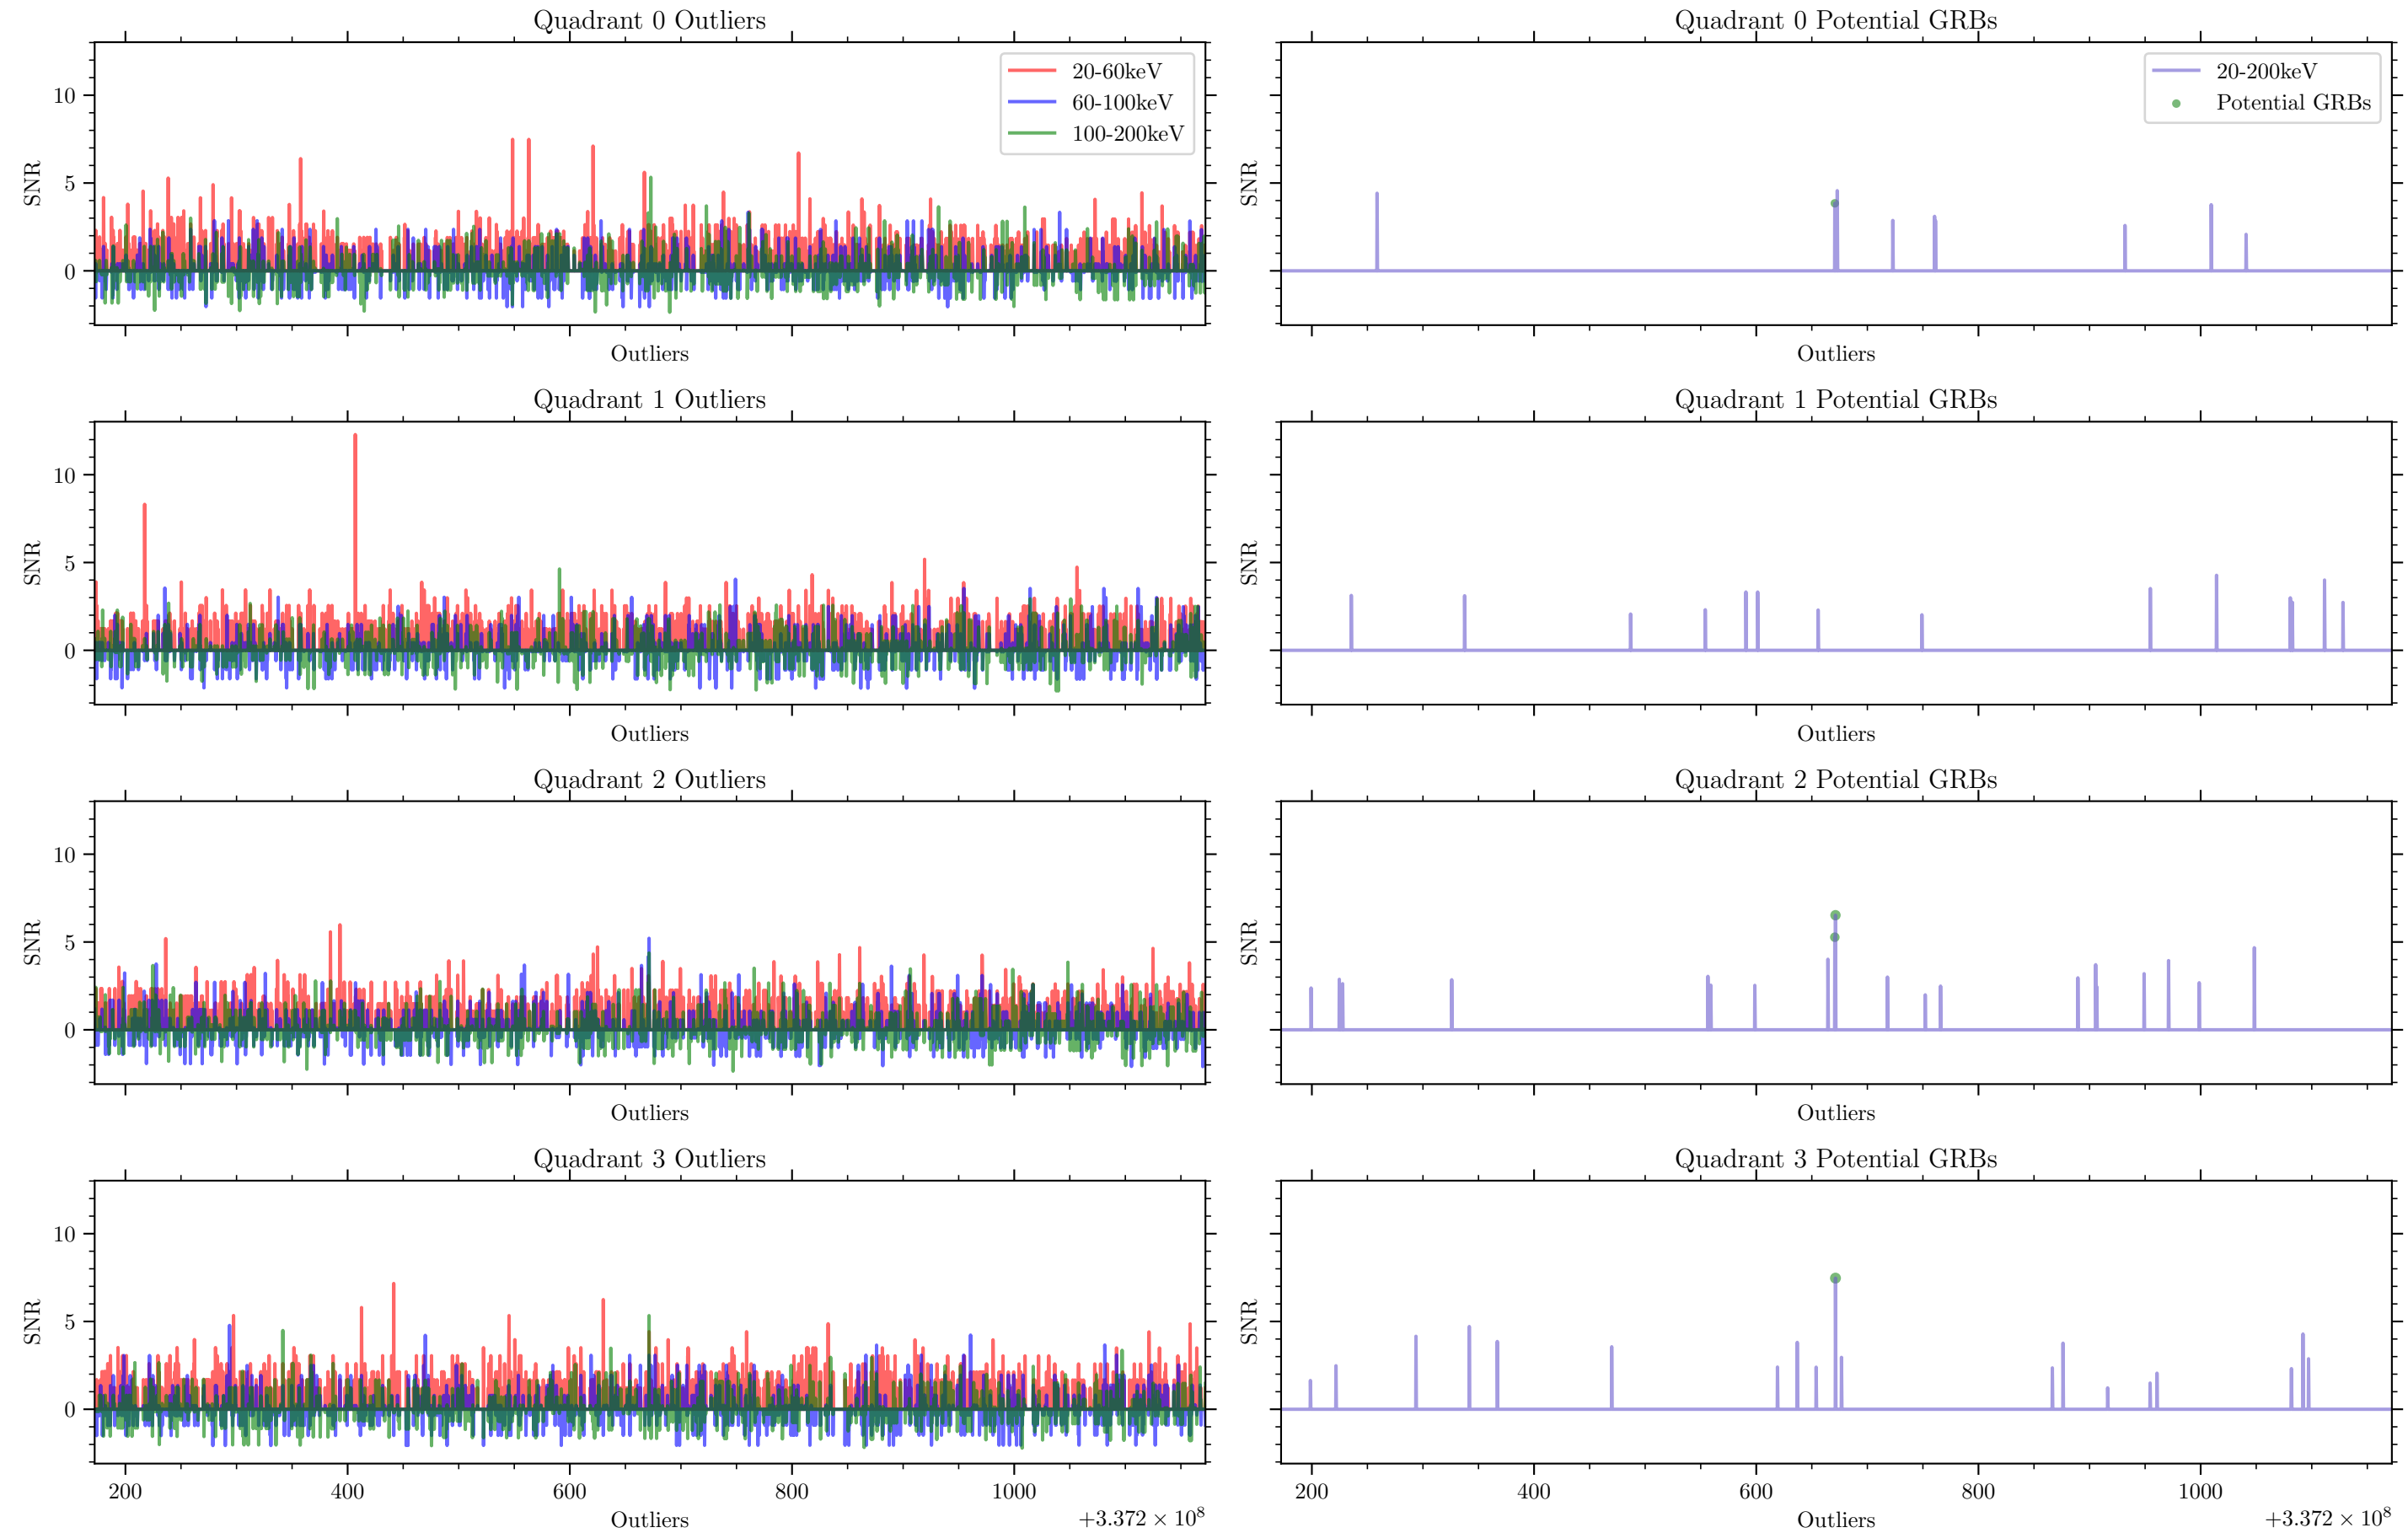 Quadrant 0 Outliers
SNR
10
5
0
20-60keV
60-100keV
100-200keV
Outliers
Quadrant 0 Potential GRBs
SNR
20-200keV
Potential GRBs
Outliers
Quadrant 1 Outliers
SNR
10
5
0
Outliers
Quadrant 1 Potential GRBs
SNR
Outliers
Quadrant 2 Outliers
SNR
10
5
0
Outliers
Quadrant 2 Potential GRBs
SNR
Outliers
Quadrant 3 Outliers
SNR
10
5
0
200 400 600 800 1000
Outliers
+3.372 × 10⁸
Quadrant 3 Potential GRBs
SNR
200 400 600 800 1000
Outliers
+3.372 × 10⁸